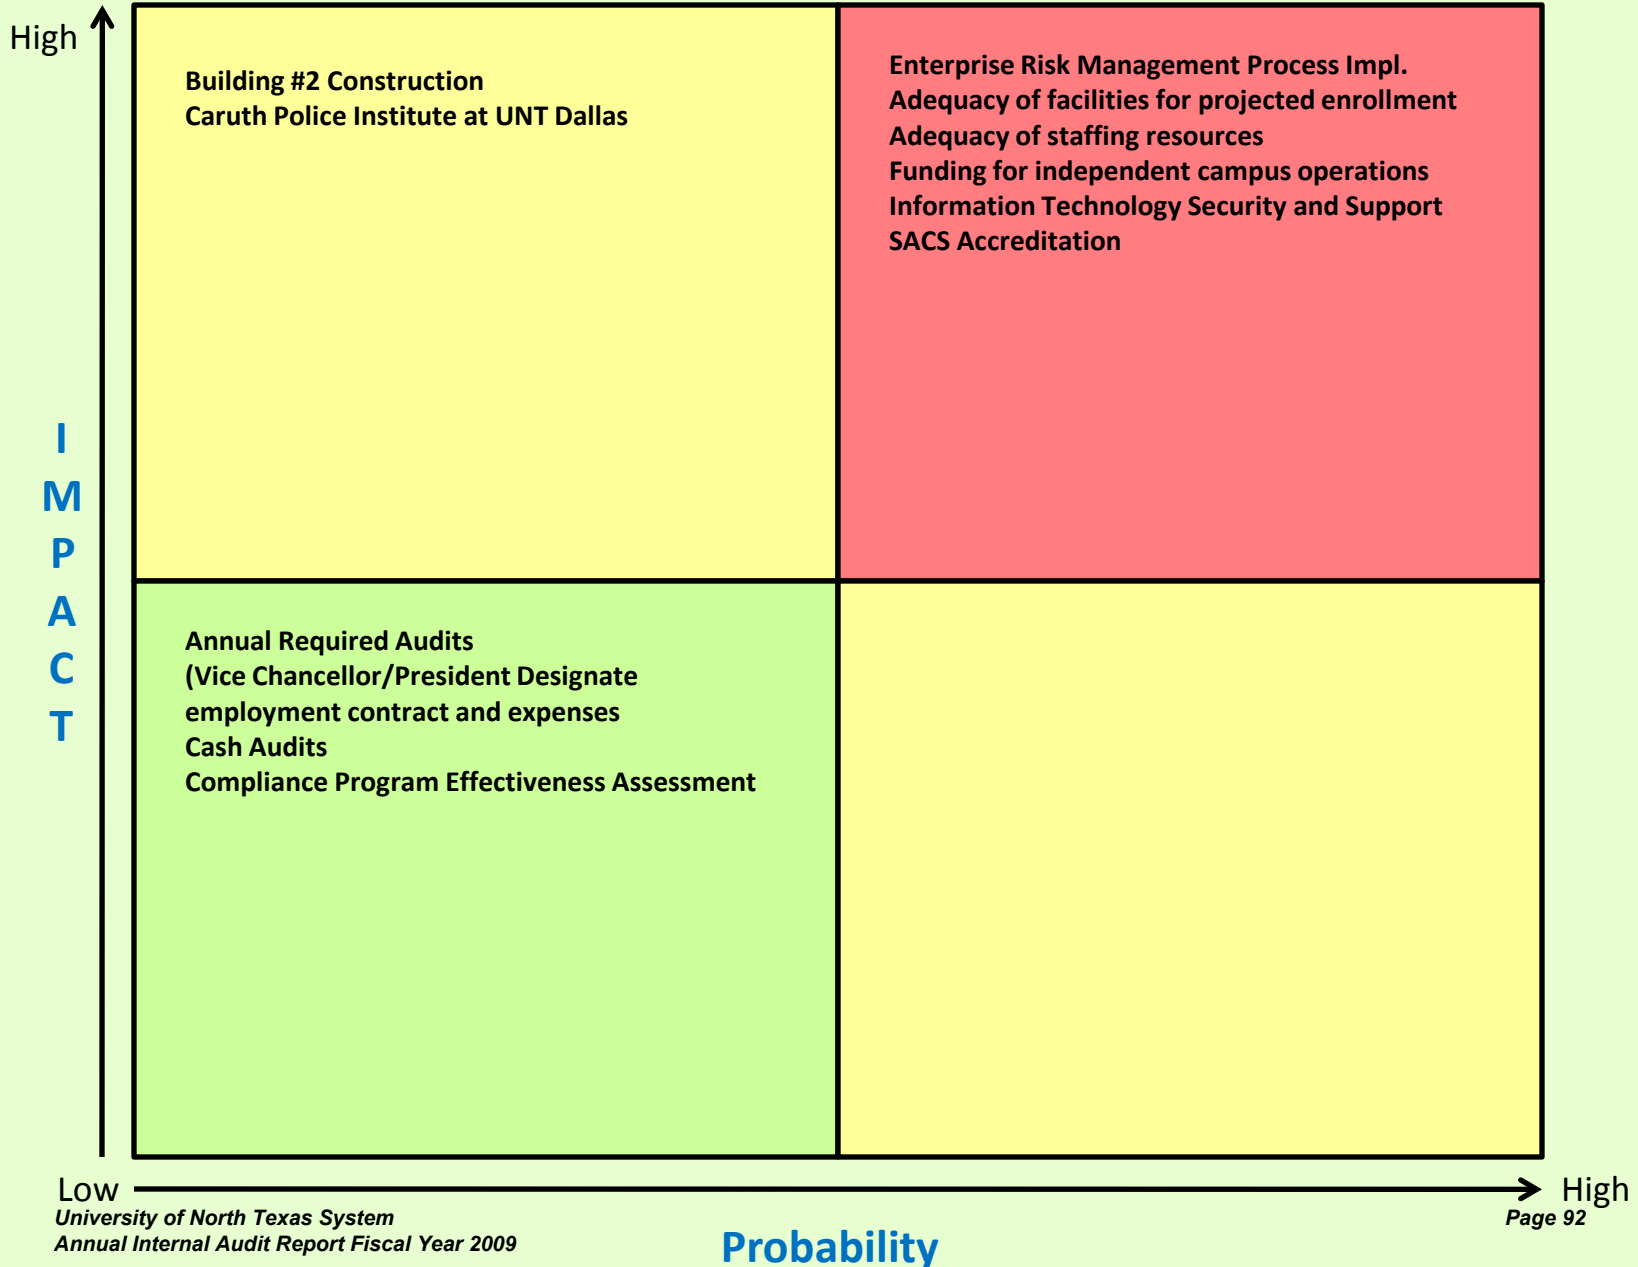 High
Building #2 Construction
Caruth Police Institute at UNT Dallas
Enterprise Risk Management Process Impl.
Adequacy of facilities for projected enrollment
Adequacy of staffing resources
Funding for independent campus operations
Information Technology Security and Support
SACS Accreditation
I
M
P
A
C
T
Annual Required Audits
(Vice Chancellor/President Designate
employment contract and expenses
Cash Audits
Compliance Program Effectiveness Assessment
Low
High
University of North Texas System
Annual Internal Audit Report Fiscal Year 2009
Probability
Page 92